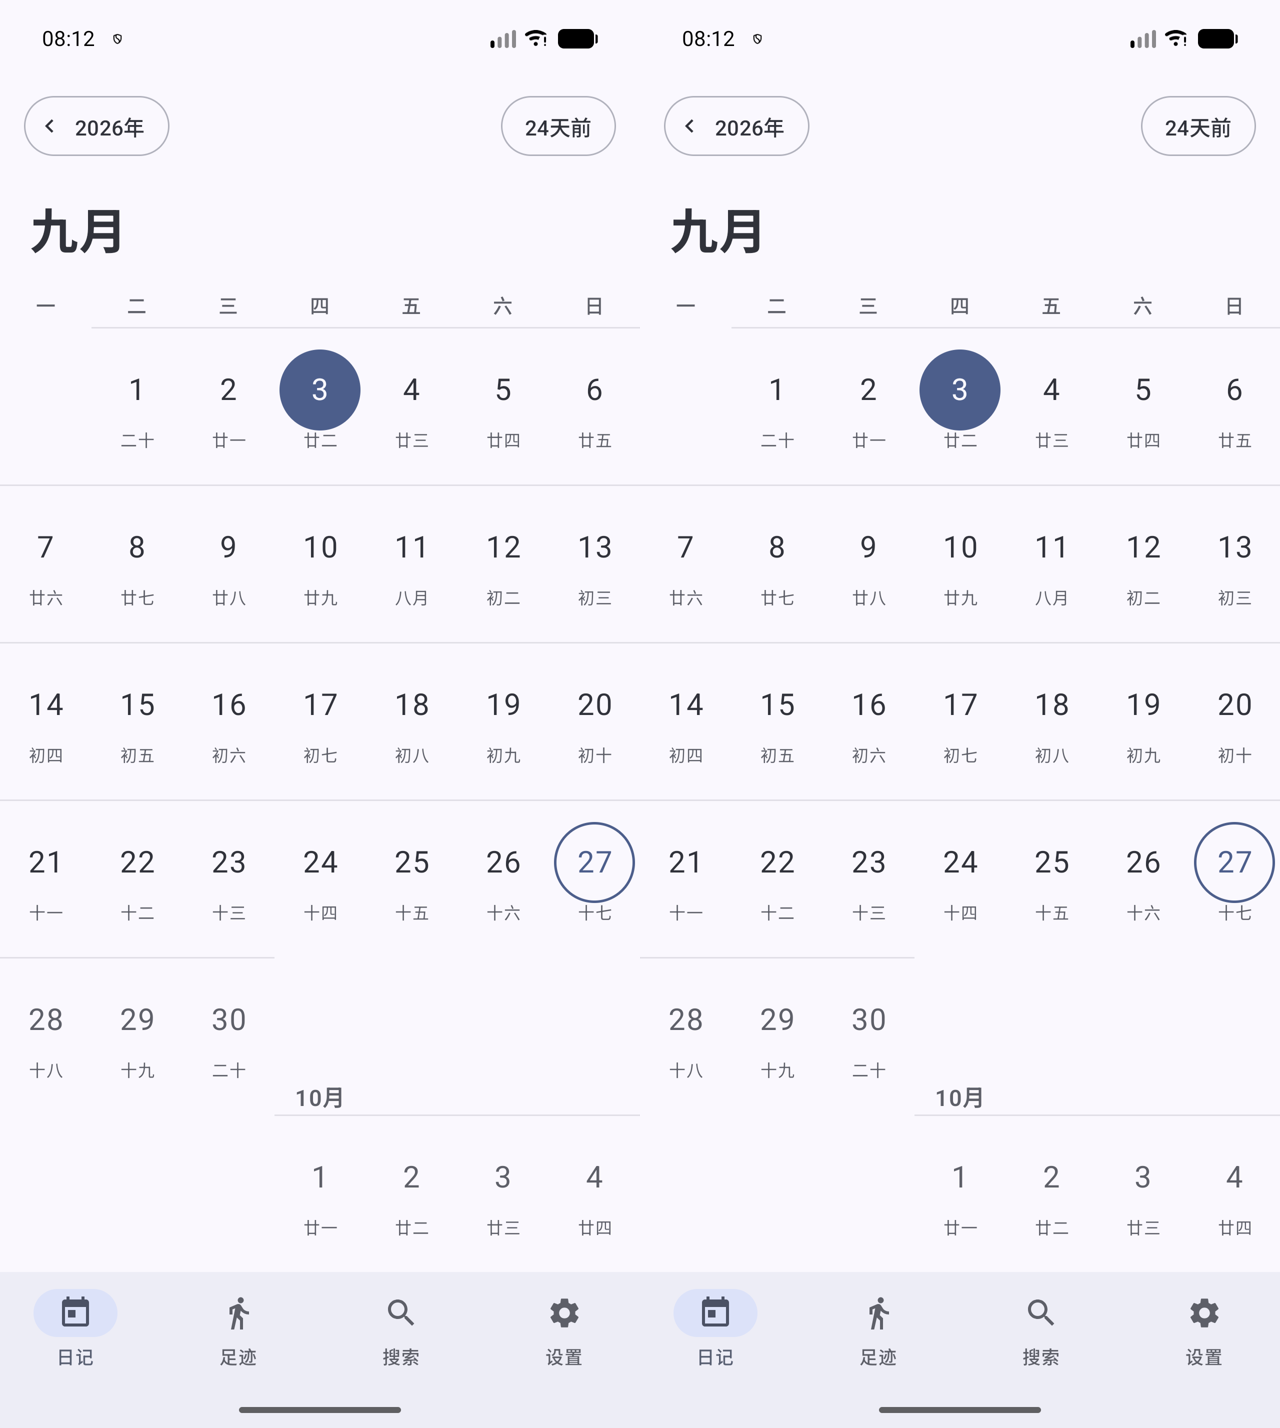 08:12
2026年 24天前
九月
一 二 三 四 五 六 日
1 2 3 4 5 6
二十 廿一 廿二 廿三 廿四 廿五
7 8 9 10 11 12 13
廿六 廿七 廿八 廿九 八月 初二 初三
14 15 16 17 18 19 20
初四 初五 初六 初七 初八 初九 初十
21 22 23 24 25 26 27
十一 十二 十三 十四 十五 十六 十七
28 29 30
十八 十九 二十
10月
1 2 3 4
廿一 廿二 廿三 廿四
日记 足迹 搜索 设置
08:12
2026年 24天前
九月
一 二 三 四 五 六 日
1 2 3 4 5 6
二十 廿一 廿二 廿三 廿四 廿五
7 8 9 10 11 12 13
廿六 廿七 廿八 廿九 八月 初二 初三
14 15 16 17 18 19 20
初四 初五 初六 初七 初八 初九 初十
21 22 23 24 25 26 27
十一 十二 十三 十四 十五 十六 十七
28 29 30
十八 十九 二十
10月
1 2 3 4
廿一 廿二 廿三 廿四
日记 足迹 搜索 设置